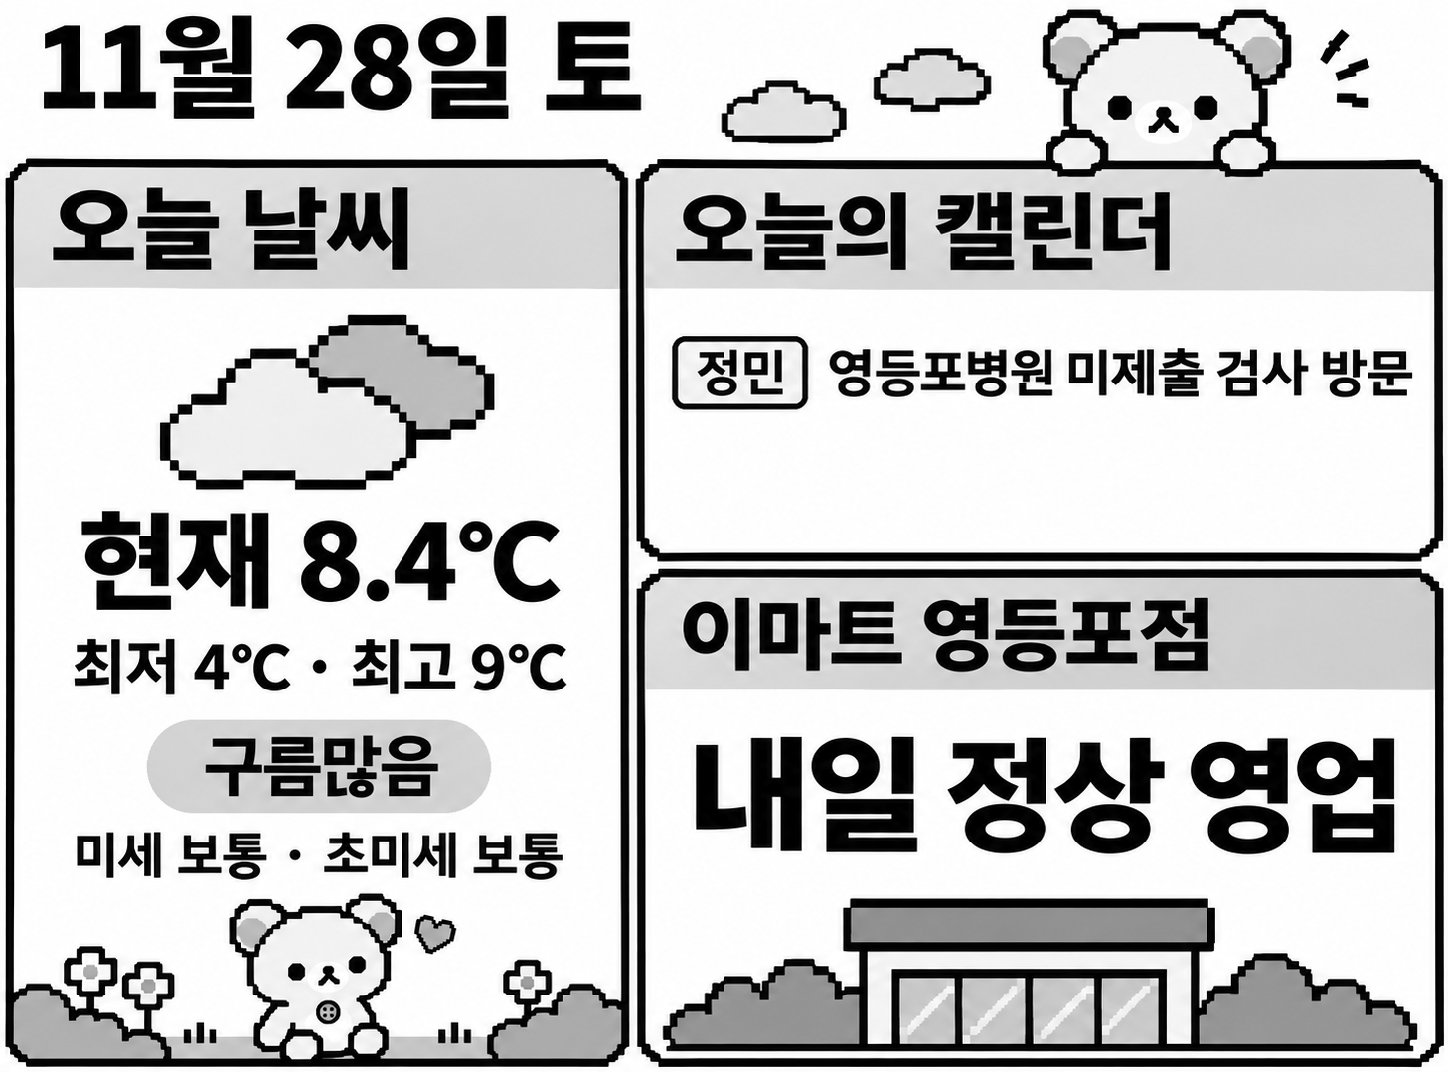 11월 28일 토
오늘 날씨
현재 8.4°C
최저 4°C · 최고 9°C
구름많음
미세 보통 · 초미세 보통
오늘의 캘린더
정민 영등포병원 미제출 검사 방문
이마트 영등포점
내일 정상 영업